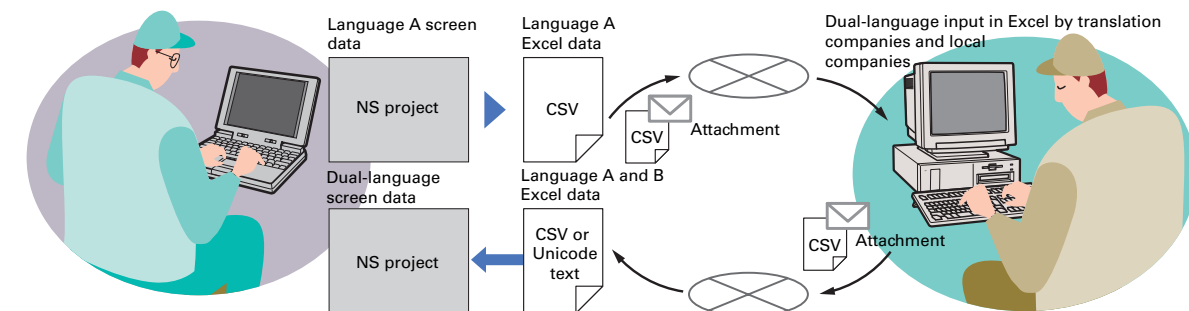 Language A screen
data
NS project
Language A
Excel data
CSV
CSV
Attachment
Dual-language input in Excel by translation
companies and local
companies
Dual-language
screen data
NS project
Language A and B
Excel data
CSV or
Unicode
text
CSV
Attachment